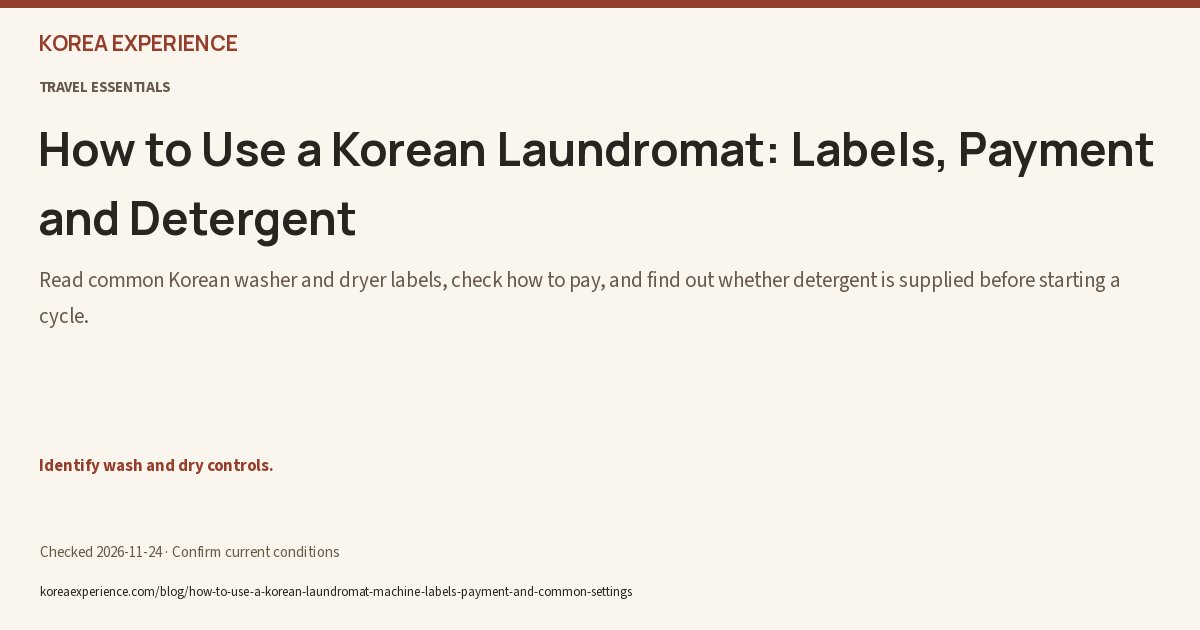 KOREA EXPERIENCE
TRAVEL ESSENTIALS
How to Use a Korean Laundromat: Labels, Payment
and Detergent
Read common Korean washer and dryer labels, check how to pay, and find out whether detergent is supplied before starting a
cycle.
Identify wash and dry controls.
Checked 2026-11-24 · Confirm current conditions
koreaexperience.com/blog/how-to-use-a-korean-laundromat-machine-labels-payment-and-common-settings